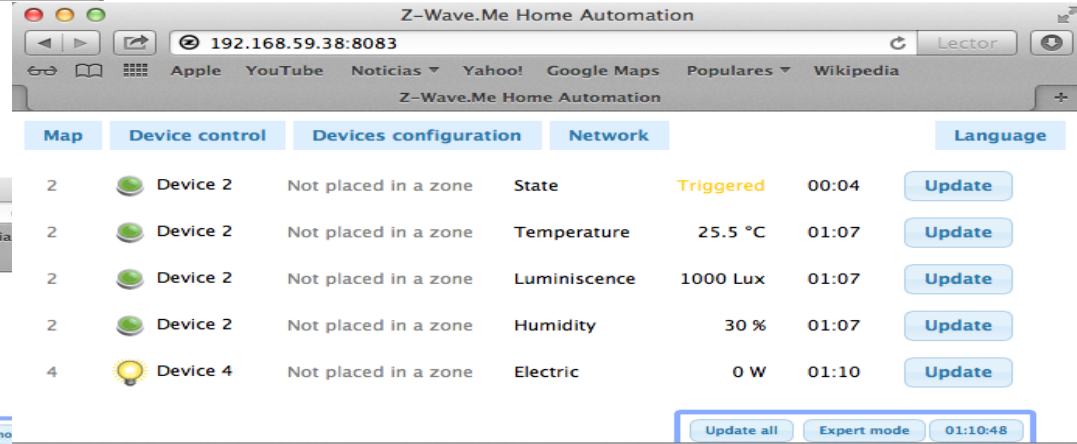 Z-Wave.Me Home Automation
192.168.59.38:8083 Lector
Apple YouTube Noticias Yahoo! Google Maps Populares Wikipedia
Z-Wave.Me Home Automation
Map Device control Devices configuration Network Language
2 Device 2 Not placed in a zone State Triggered 00:04 Update
2 Device 2 Not placed in a zone Temperature 25.5 °C 01:07 Update
2 Device 2 Not placed in a zone Luminiscence 1000 Lux 01:07 Update
2 Device 2 Not placed in a zone Humidity 30 % 01:07 Update
4 Device 4 Not placed in a zone Electric 0 W 01:10 Update
Update all Expert mode 01:10:48